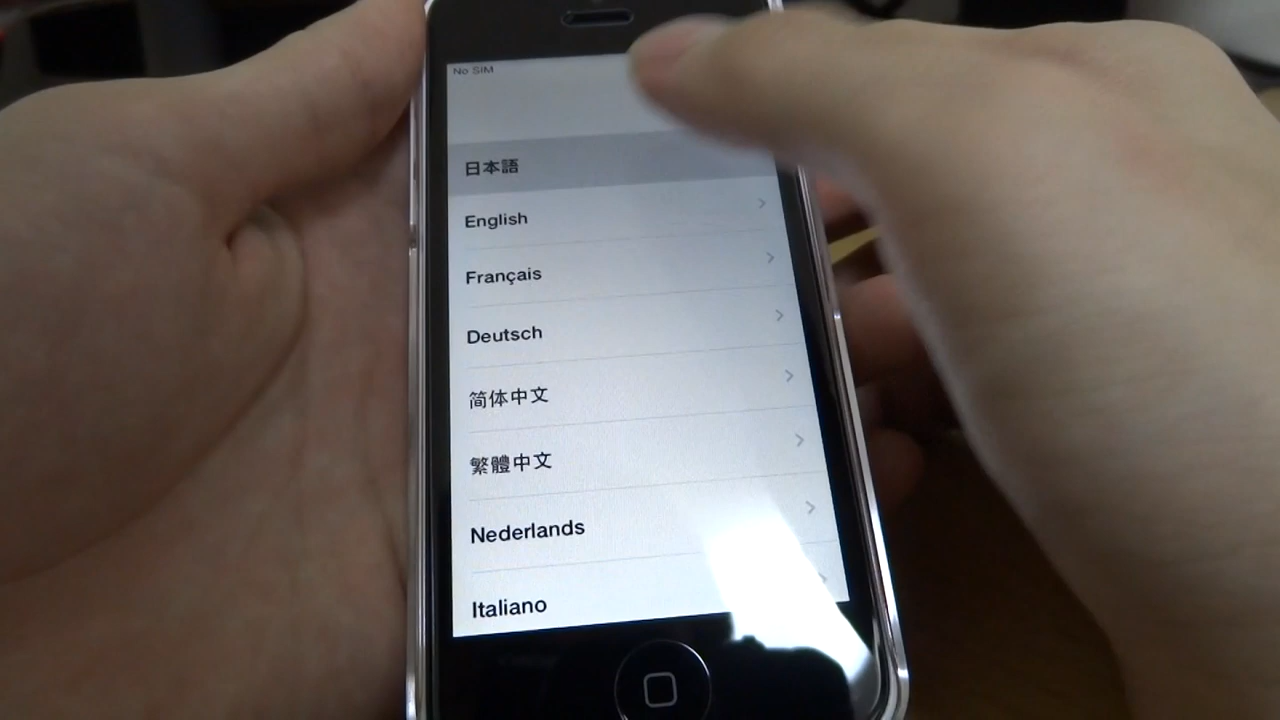 No SIM
日本語
English
Français
Deutsch
简体中文
繁體中文
Nederlands
Italiano